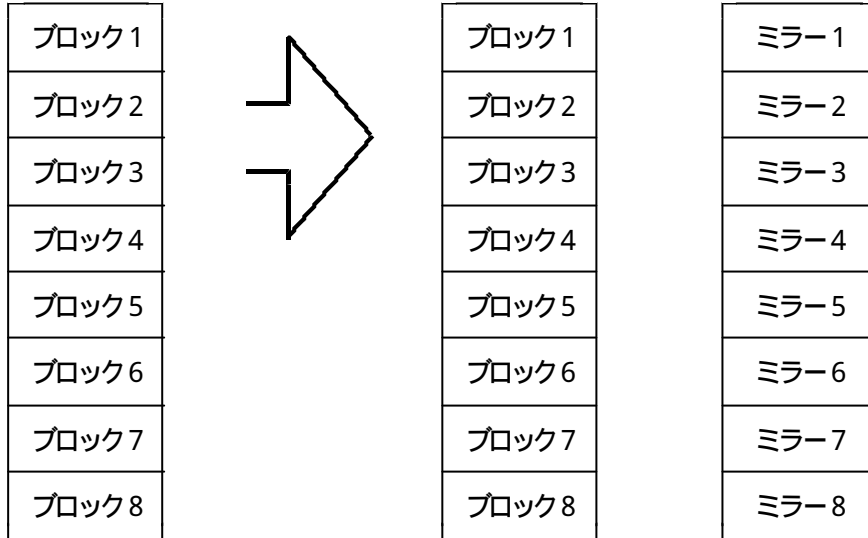 ブロック1 ブロック1 ミラー1
ブロック2 ブロック2 ミラー2
ブロック3 ブロック3 ミラー3
ブロック4 ブロック4 ミラー4
ブロック5 ブロック5 ミラー5
ブロック6 ブロック6 ミラー6
ブロック7 ブロック7 ミラー7
ブロック8 ブロック8 ミラー8